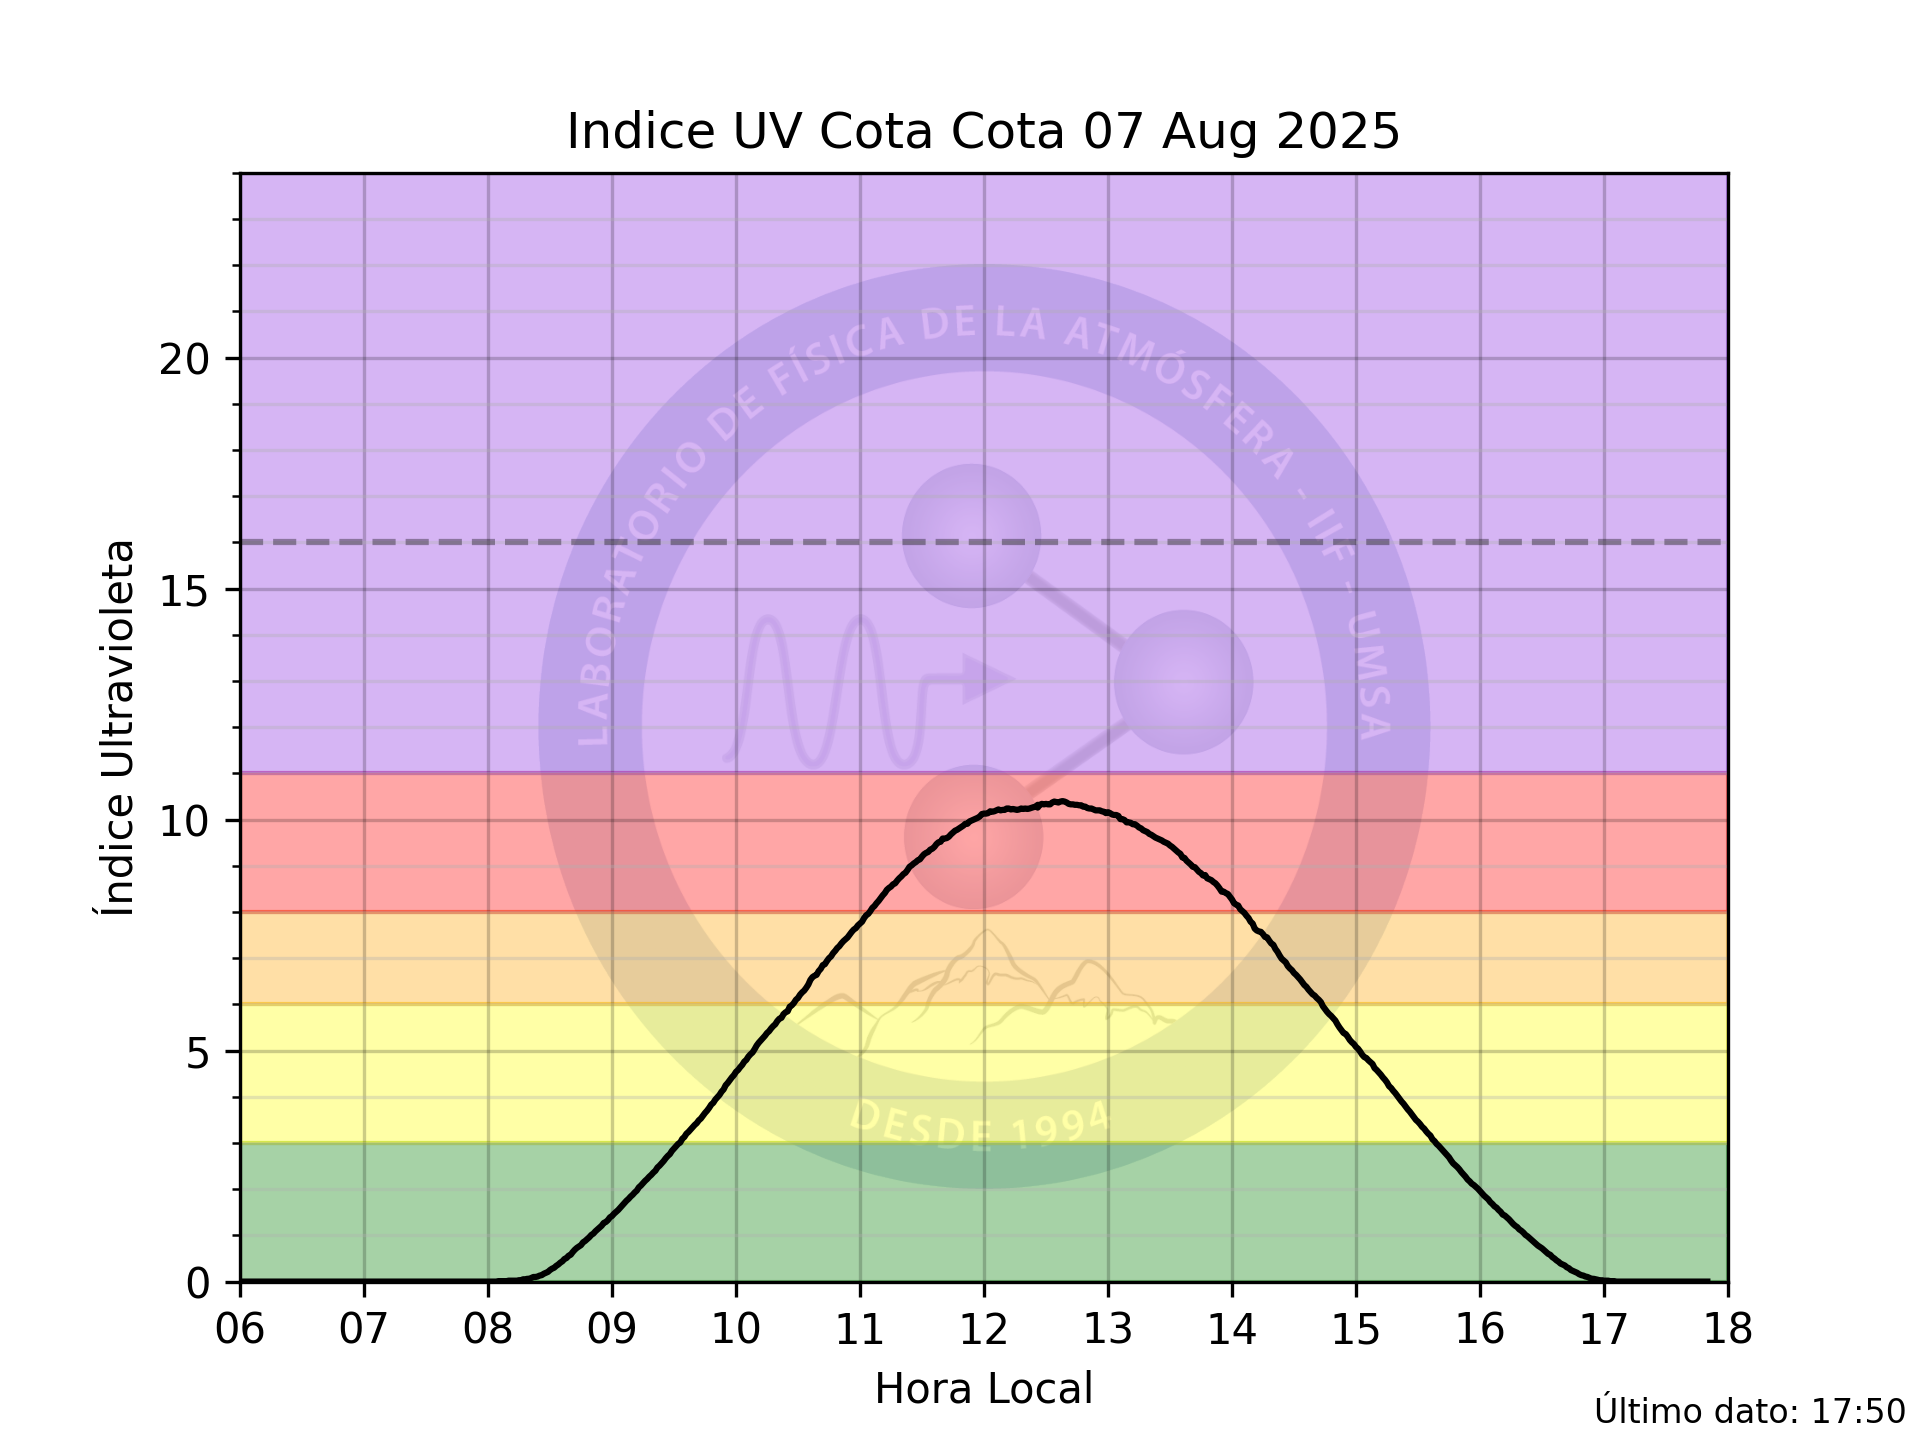 Indice UV Cota Cota 07 Aug 2025
Índice Ultravioleta
20
15
10
5
0
LABORATORIO DE FÍSICA DE LA ATMÓSFERA - IIF - UMSA
DESDE 1994
06 07 08 09 10 11 12 13 14 15 16 17 18
Hora Local
Último dato: 17:50